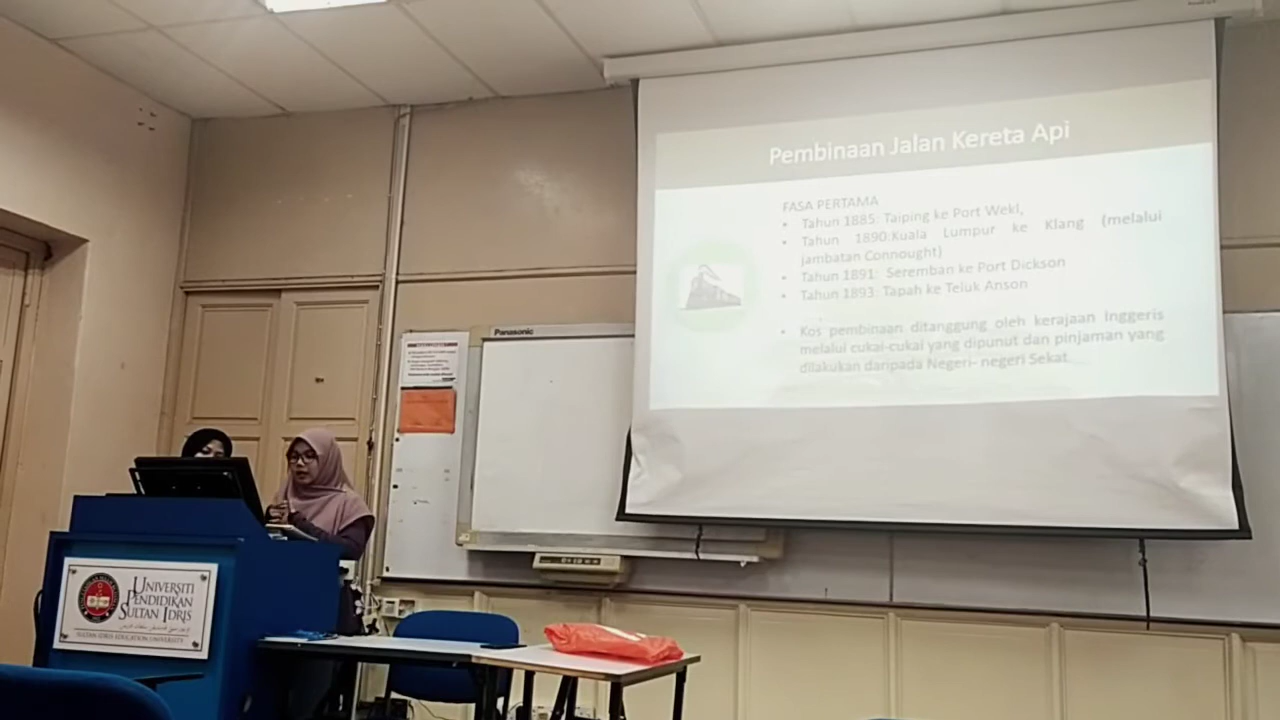 Pembinaan Jalan Kereta Api
FASA PERTAMA
• Tahun 1885: Taiping ke Port Wekl,
• Tahun 1890:Kuala Lumpur ke Klang (melalui
jambatan Connought)
• Tahun 1891: Seremban ke Port Dickson
• Tahun 1893: Tapah ke Teluk Anson
• Kos pembinaan ditanggung oleh kerajaan Inggeris
melalui cukai-cukai yang dipunut dan pinjaman yang
dilakukan daripada Negeri- negeri Sekat
Panasonic
UNIVERSITI
PENDIDIKAN
SULTAN IDRIS
SULTAN IDRIS EDUCATION UNIVERSITY